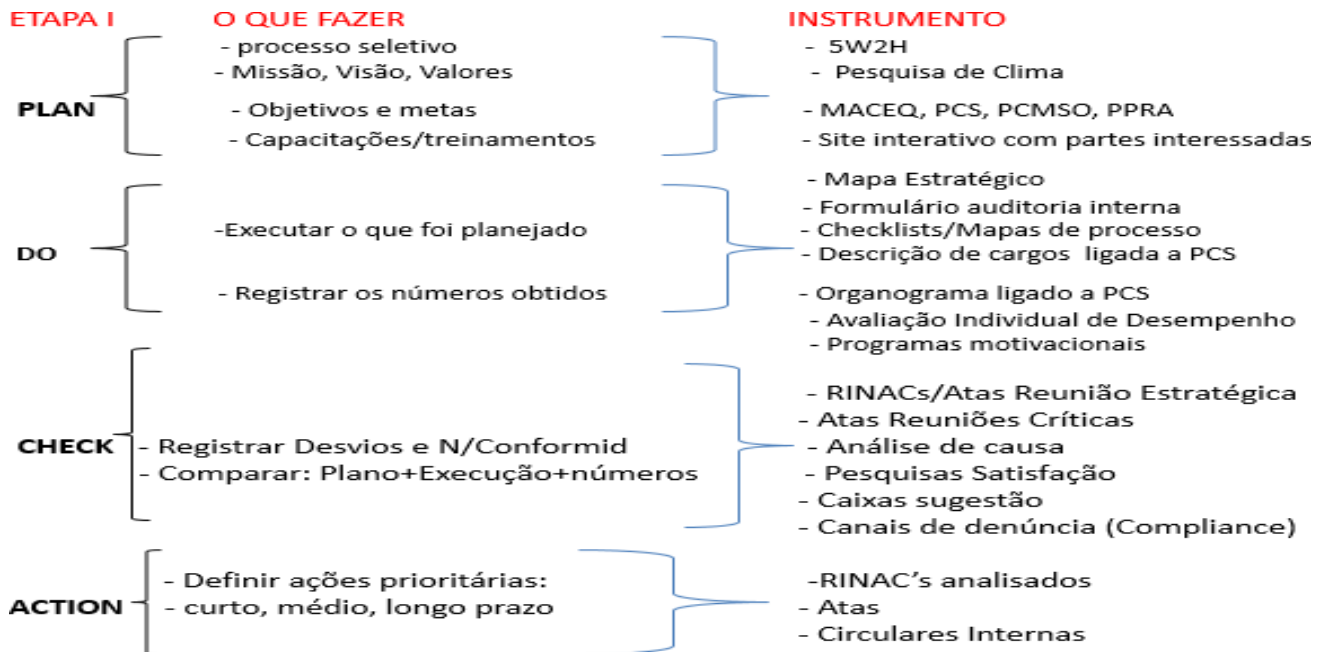 ETAPA I O QUE FAZER INSTRUMENTO
PLAN
- processo seletivo
- Missão, Visão, Valores
- Objetivos e metas
- Capacitações/treinamentos
- 5W2H
- Pesquisa de Clima
- MACEQ, PCS, PCMSO, PPRA
- Site interativo com partes interessadas
DO
-Executar o que foi planejado
- Registrar os números obtidos
- Mapa Estratégico
- Formulário auditoria interna
- Checklists/Mapas de processo
- Descrição de cargos ligada a PCS
- Organograma ligado a PCS
- Avaliação Individual de Desempenho
- Programas motivacionais
CHECK
- Registrar Desvios e N/Conformid
- Comparar: Plano+Execução+números
- RINACs/Atas Reunião Estratégica
- Atas Reuniões Críticas
- Análise de causa
- Pesquisas Satisfação
- Caixas sugestão
- Canais de denúncia (Compliance)
ACTION
- Definir ações prioritárias:
- curto, médio, longo prazo
-RINAC’s analisados
- Atas
- Circulares Internas